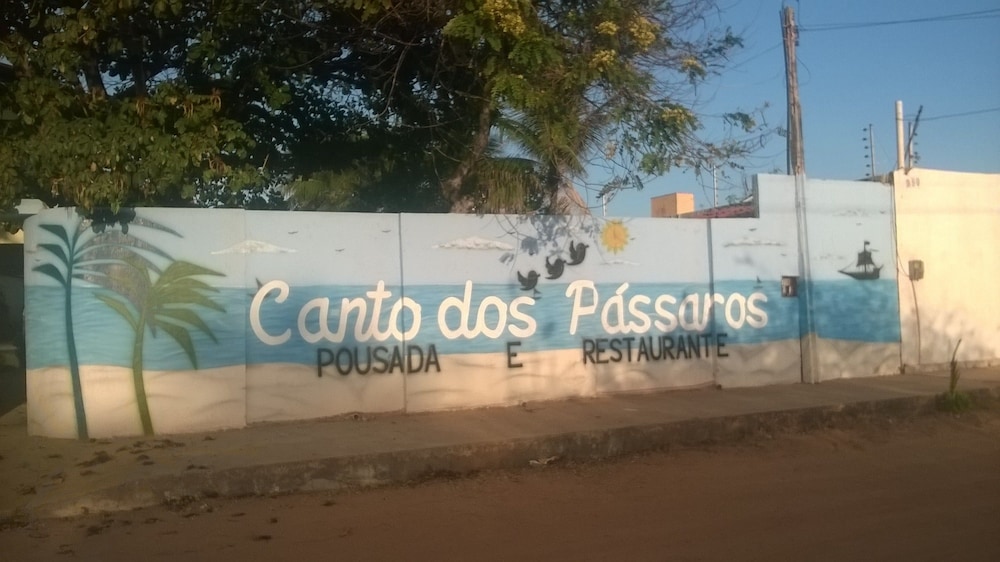 Canto dos Pássaros
POUSADA E RESTAURANTE